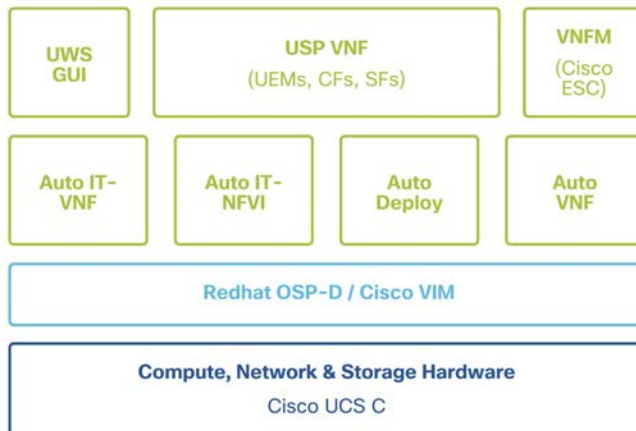 UWS
GUI
USP VNF
(UEMs, CFs, SFs)
VNFM
(Cisco
ESC)
Auto IT-
VNF
Auto IT-
NFVI
Auto
Deploy
Auto
VNF
Redhat OSP-D / Cisco VIM
Compute, Network & Storage Hardware
Cisco UCS C